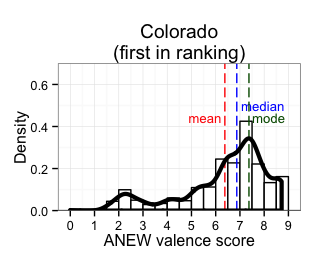 Colorado
(first in ranking)
Density
0.6
0.4
0.2
0.0
median
mean
mode
0 1 2 3 4 5 6 7 8 9
ANEW valence score